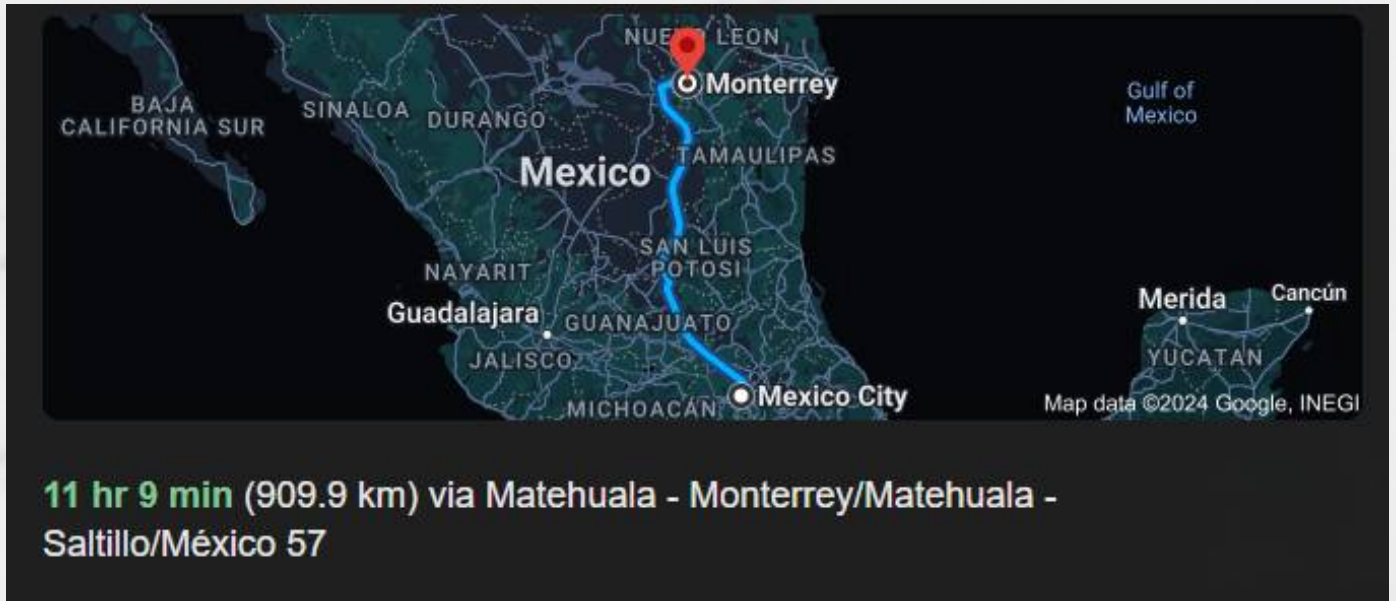 NUEVO LEON
Monterrey
Gulf of
Mexico
BAJA
CALIFORNIA SUR
SINALOA
DURANGO
TAMAULIPAS
Mexico
SAN LUIS
POTOSI
NAYARIT
Guadalajara
GUANAJUATO
JALISCO
Merida
Cancún
YUCATAN
MICHOACÁN
Mexico City
Map data ©2024 Google, INEGI
11 hr 9 min (909.9 km) via Matehuala - Monterrey/Matehuala -
Saltillo/México 57